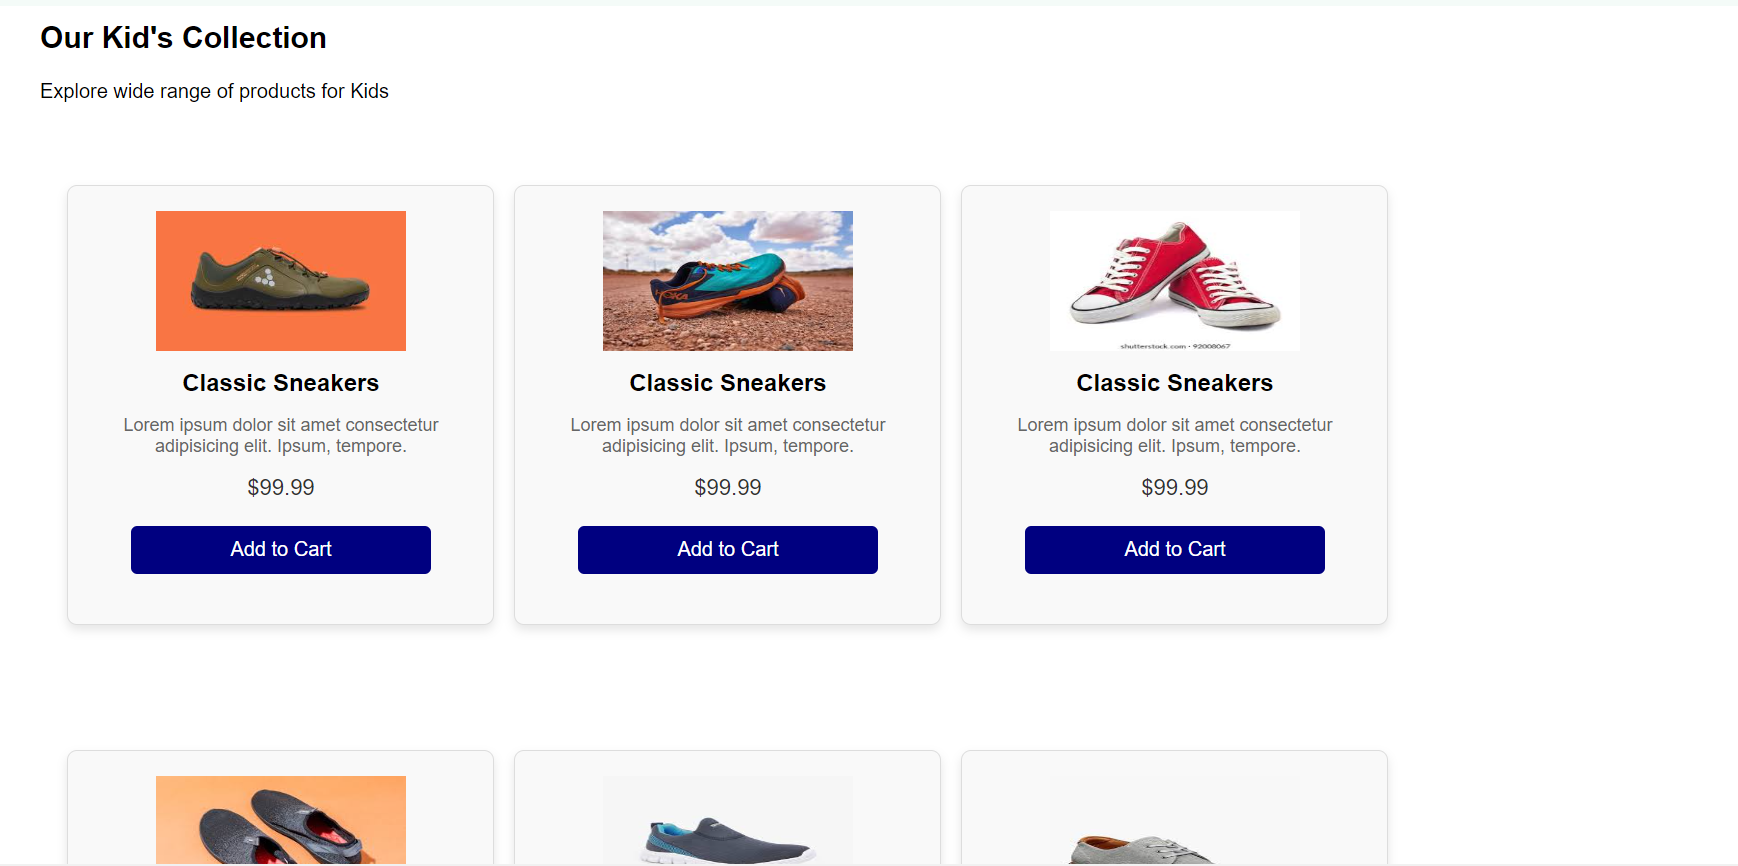 Our Kid's Collection
Explore wide range of products for Kids
HOKA
shutterstock.com • 92008067
Classic Sneakers
Classic Sneakers
Classic Sneakers
Lorem ipsum dolor sit amet consectetur
adipisicing elit. Ipsum, tempore.
Lorem ipsum dolor sit amet consectetur
adipisicing elit. Ipsum, tempore.
Lorem ipsum dolor sit amet consectetur
adipisicing elit. Ipsum, tempore.
$99.99
$99.99
$99.99
Add to Cart
Add to Cart
Add to Cart